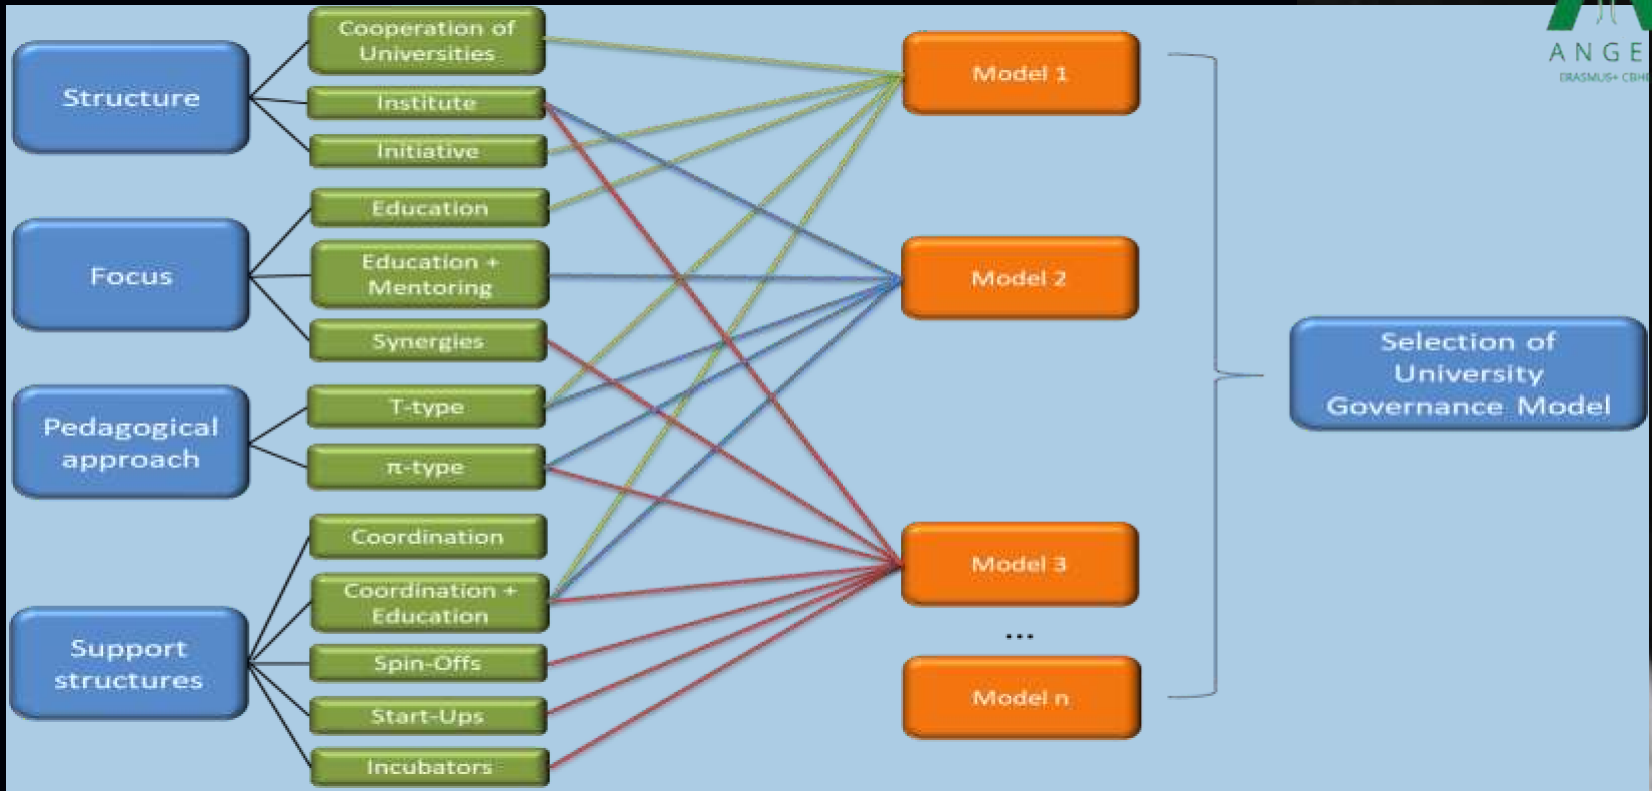 Structure
Cooperation of
Universities
Institute
Initiative
Focus
Education
Education +
Mentoring
Synergies
Pedagogical
approach
T-type
π-type
Support
structures
Coordination
Coordination +
Education
Spin-Offs
Start-Ups
Incubators
Model 1
Model 2
Model 3
...
Model n
Selection of
University
Governance Model
ANGE
ERASMUS+ CBHE